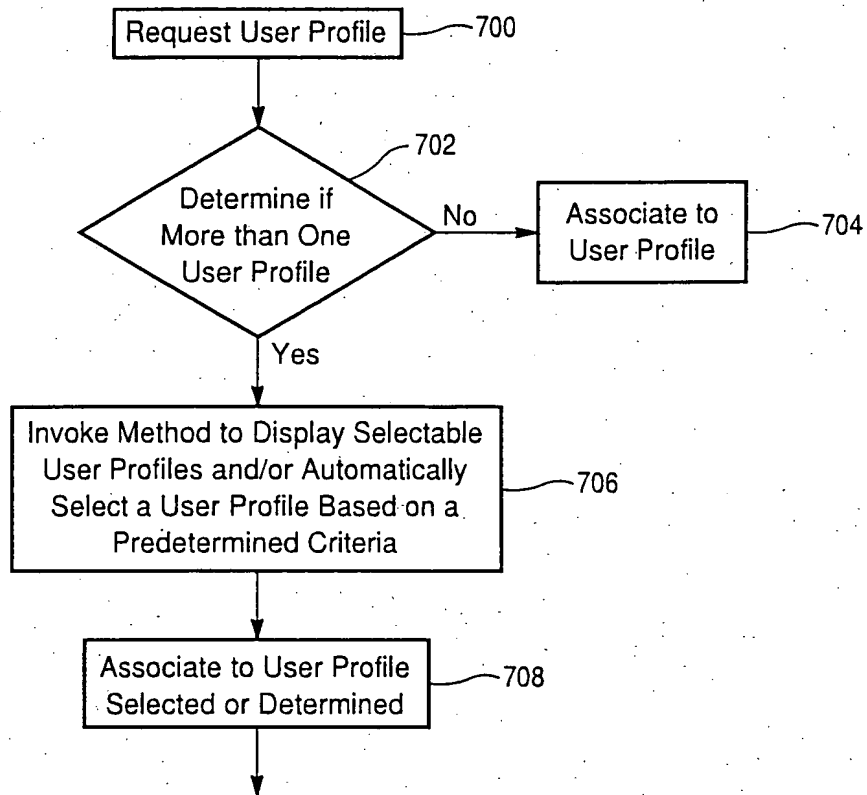 Request User Profile
700
702
Determine if
More than One
User Profile
No
Associate to
User Profile
704
Yes
Invoke Method to Display Selectable
User Profiles and/or Automatically
Select a User Profile Based on a
Predetermined Criteria
706
Associate to User Profile
Selected or Determined
708